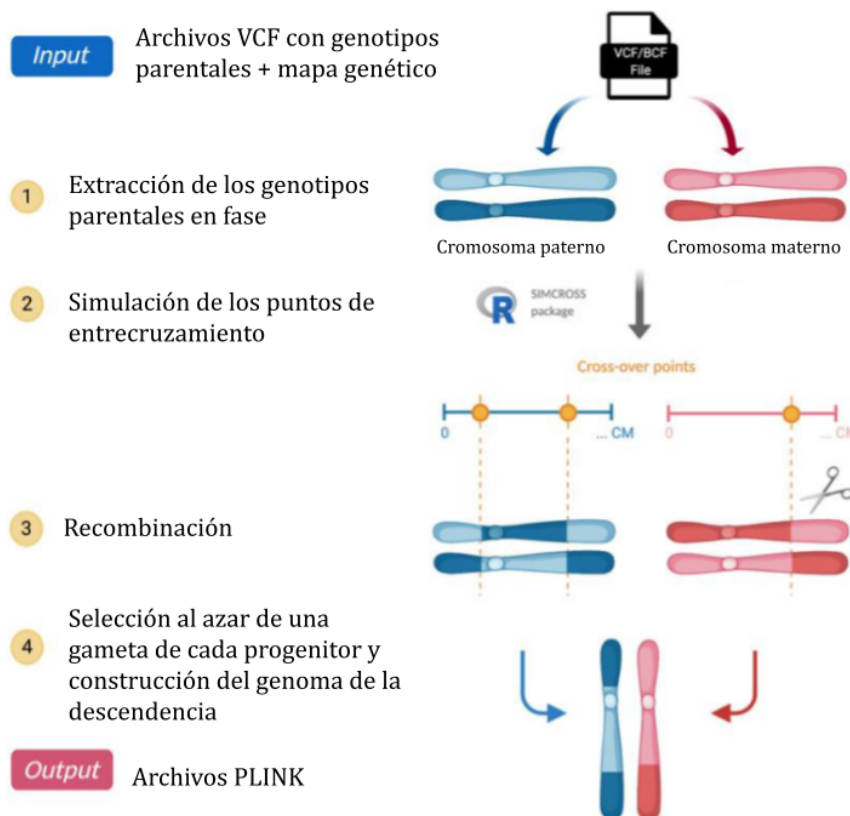 Input
Archivos VCF con genotipos
parentales + mapa genético
VCF/BCF
File
1
Extracción de los genotipos
parentales en fase
Cromosoma paterno
Cromosoma materno
2
Simulación de los puntos de
entrecruzamiento
R
SIMCROSS
package
Cross-over points
0
... CM
0
... CM
3
Recombinación
4
Selección al azar de una
gameta de cada progenitor y
construcción del genoma de la
descendencia
Output
Archivos PLINK